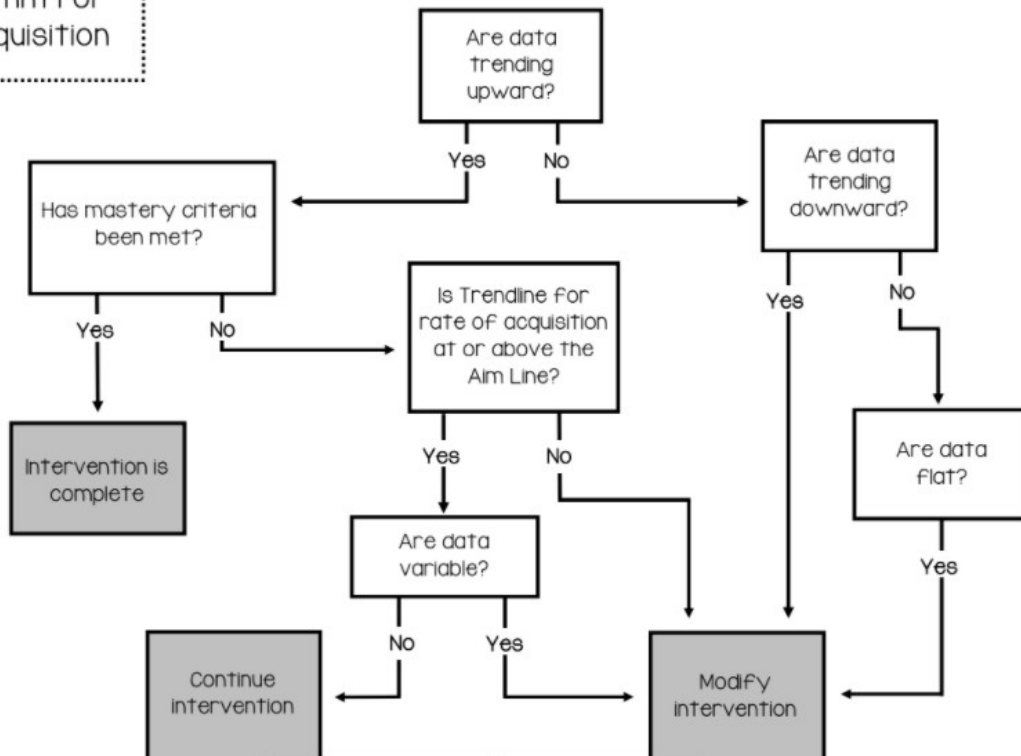 Are data
trending
upward?
Yes
No
Are data
trending
downward?
Has mastery criteria
been met?
Yes
No
Is Trendline for
rate of acquisition
at or above the
Aim Line?
Yes
No
Intervention is
complete
Yes
No
Are data
flat?
Are data
variable?
Yes
No
Yes
Continue
intervention
Modify
intervention